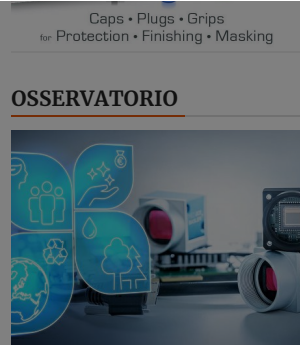 Caps • Plugs • Grips
for Protection • Finishing • Masking
OSSERVATORIO